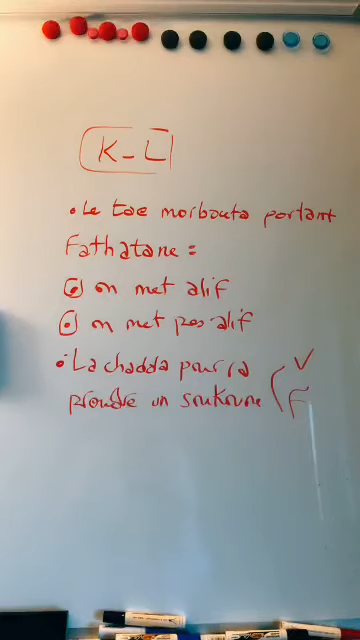 K-L
• Le tae morbouta portant
Fathatane =
on met alif
on met pas alif
• La chadda pourra V
prendre un soukoune F